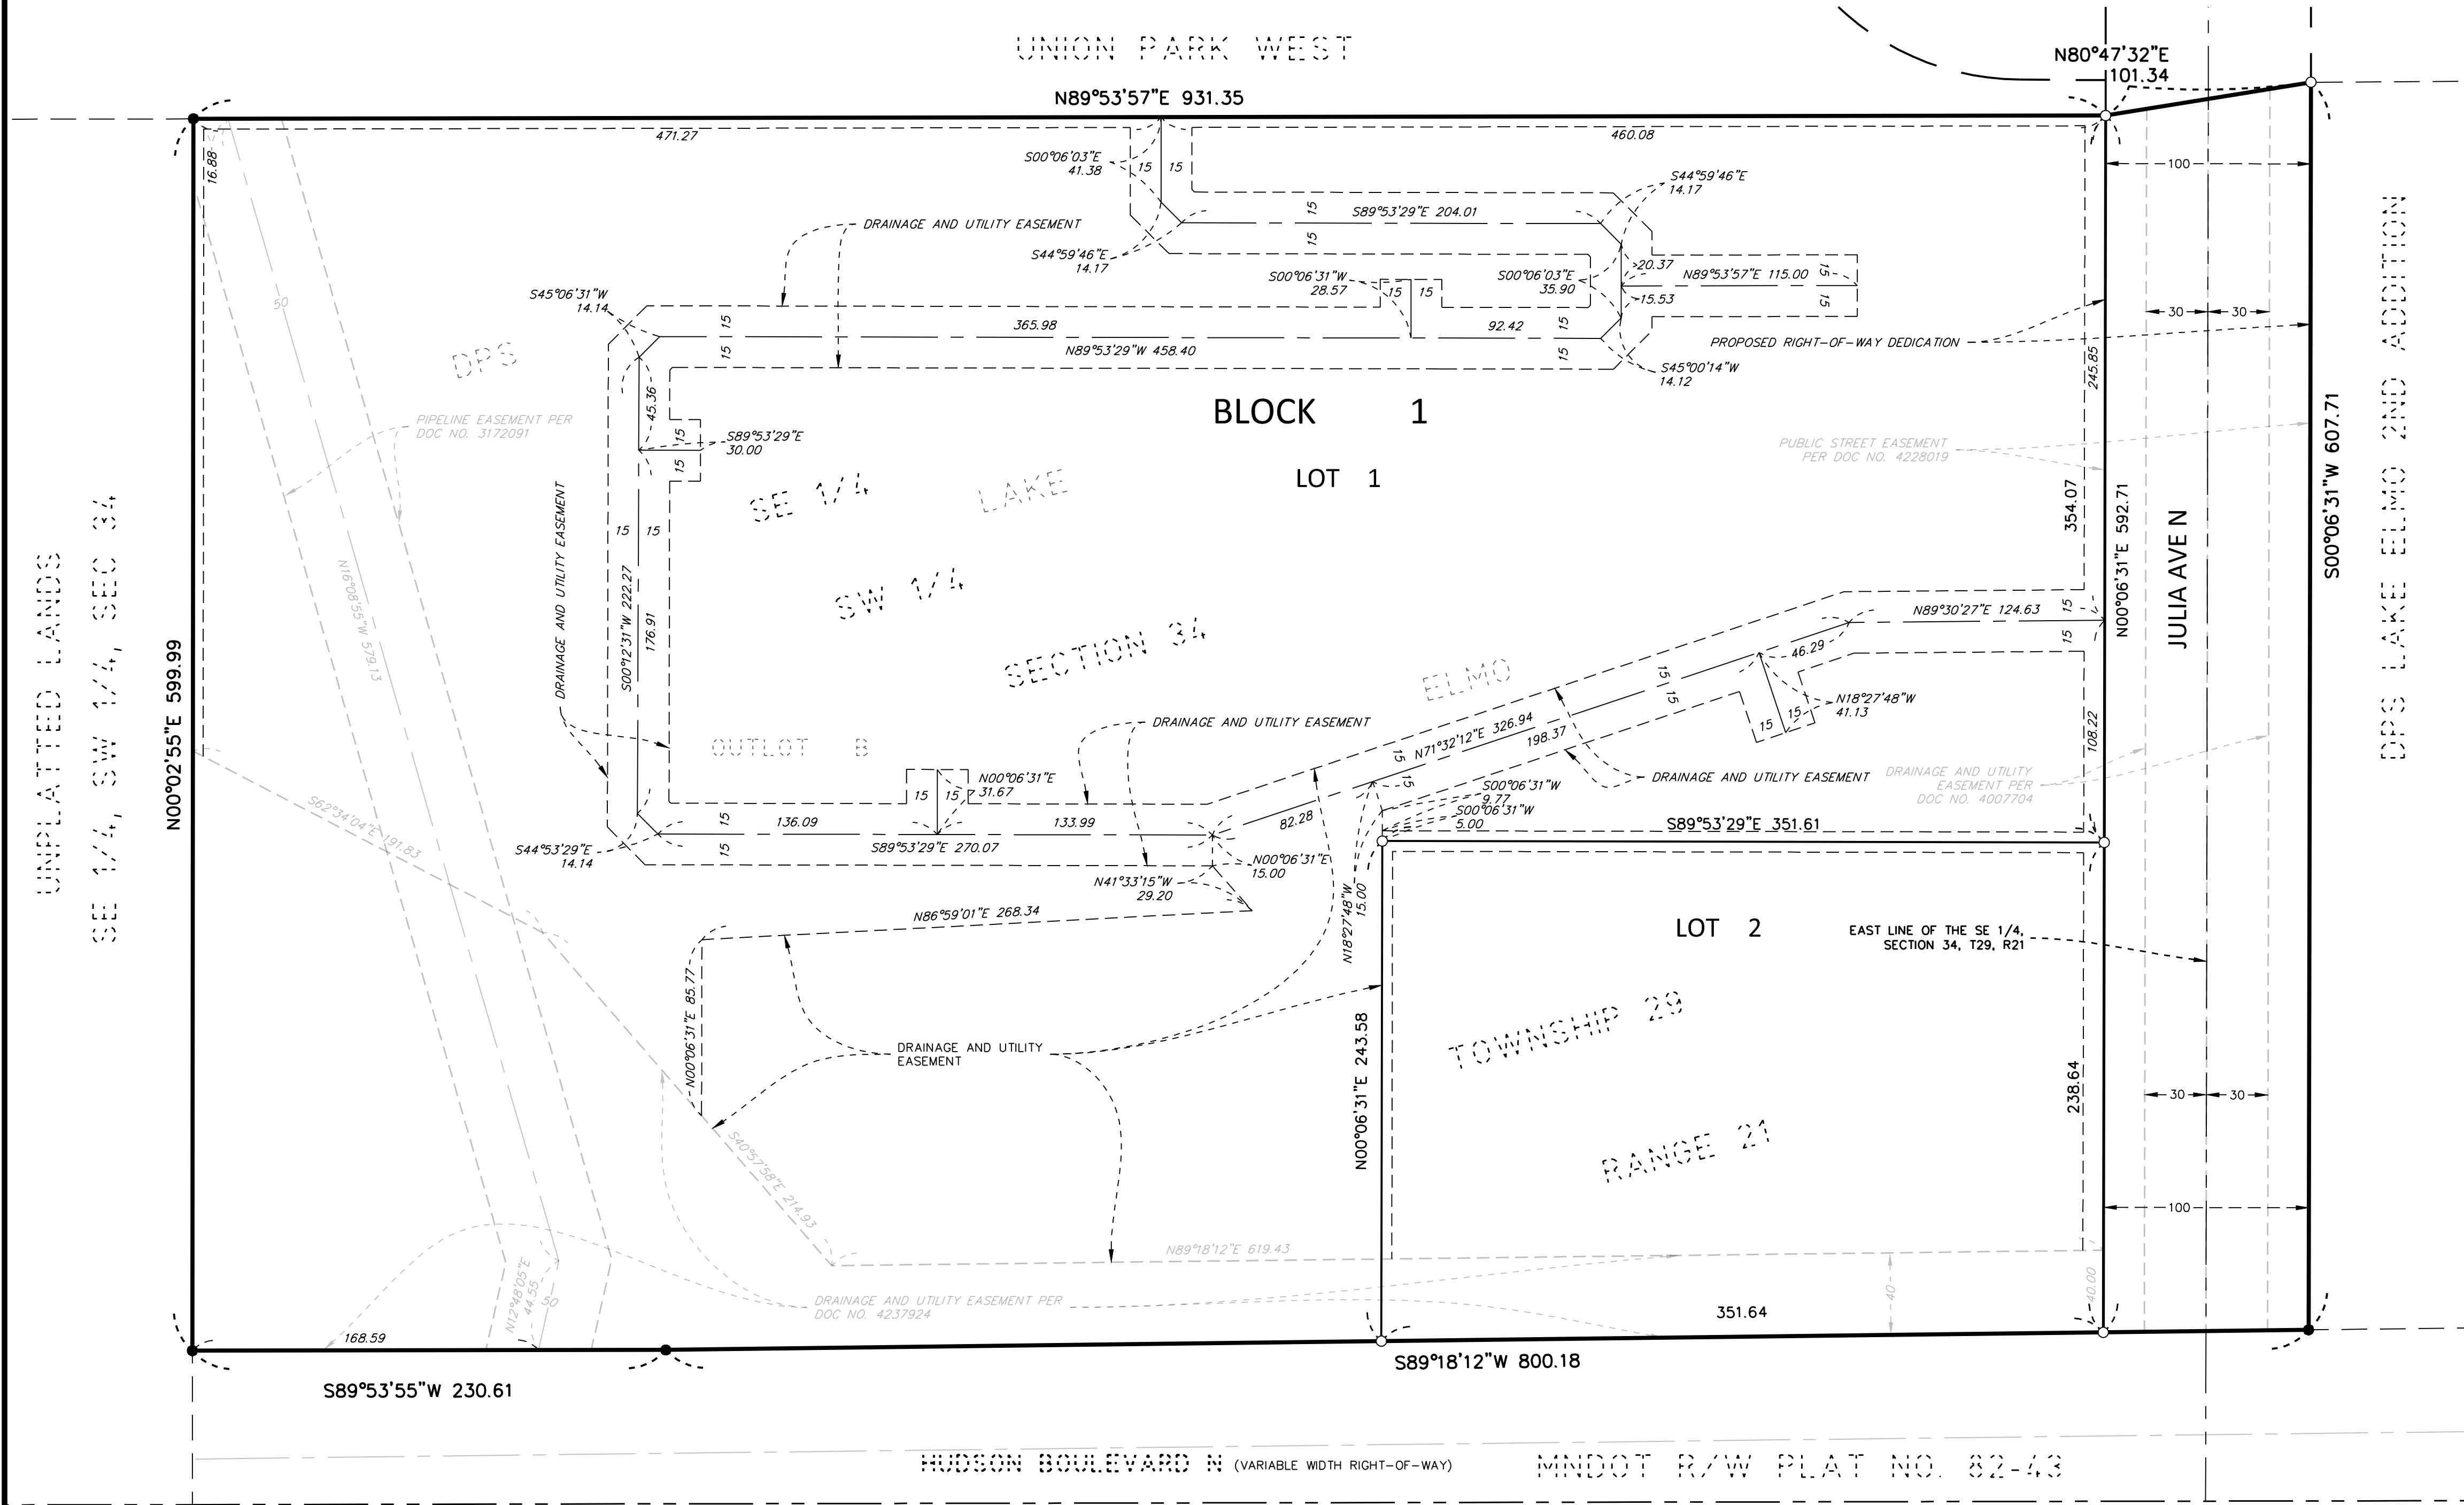 UNION PARK WEST
N80°47'32"E
101.34
N89°53'57"E 931.35
471.27
460.08
16.88
S00°06'03"E
41.38
15
15
S44°59'46"E
14.17
100
15
S89°53'29"E 204.01
15
DRAINAGE AND UTILITY EASEMENT
S44°59'46"E
14.17
S00°06'31"W
28.57
S00°06'03"E
35.90
20.37
N89°53'57"E 115.00
15
15
15.53
S45°06'31"W
14.14
15
15
50
15
15
365.98
92.42
15
15
N89°53'29"W 458.40
30
30
PROPOSED RIGHT-OF-WAY DEDICATION
S45°00'14"W
14.12
245.85
DPS
45.36
BLOCK 1
PIPELINE EASEMENT PER
DOC NO. 3172091
15
15
S89°53'29"E
30.00
PUBLIC STREET EASEMENT
PER DOC NO. 4228019
S00°06'31"W 607.71
DPS LAKE ELMO 2ND ADDITION
SE 1/4
LAKE
LOT 1
354.07
N00°06'31"E 592.71
JULIA AVE N
UNPLATTED LANDS
SE 1/4, SW 1/4, SEC 34
N00°02'55"E 599.99
N16°08'55"W 579.13
DRAINAGE AND UTILITY EASEMENT
15
15
S00°12'31"W 222.27
176.91
SW 1/4
SECTION 34
N89°30'27"E 124.63
15
15
46.29
15
15
ELMO
N18°27'48"W
41.13
15
15
108.22
DRAINAGE AND UTILITY EASEMENT
N71°32'12"E 326.94
198.37
OUTLOT B
15
15
DRAINAGE AND UTILITY EASEMENT
DRAINAGE AND UTILITY
EASEMENT PER
DOC NO. 4007704
N00°06'31"E
31.67
15
15
S00°06'31"W
9.77
S00°06'31"W
5.00
S62°34'04"E 191.83
15
15
136.09
133.99
82.28
S89°53'29"E 351.61
S44°53'29"E
14.14
S89°53'29"E 270.07
N00°06'31"E
15.00
N41°33'15"W
29.20
N18°27'48"W
15.00
N86°59'01"E 268.34
LOT 2
EAST LINE OF THE SE 1/4,
SECTION 34, T29, R21
N00°06'31"E 85.77
DRAINAGE AND UTILITY
EASEMENT
N00°06'31"E 243.58
TOWNSHIP 29
238.64
30
30
RANGE 21
S40°57'58"E 214.93
100
N89°18'12"E 619.43
N12°48'05"E
44.55
50
DRAINAGE AND UTILITY EASEMENT PER
DOC NO. 4237924
40
40.00
168.59
351.64
S89°53'55"W 230.61
S89°18'12"W 800.18
HUDSON BOULEVARD N (VARIABLE WIDTH RIGHT-OF-WAY)
MNDOT R/W PLAT NO. 82-43